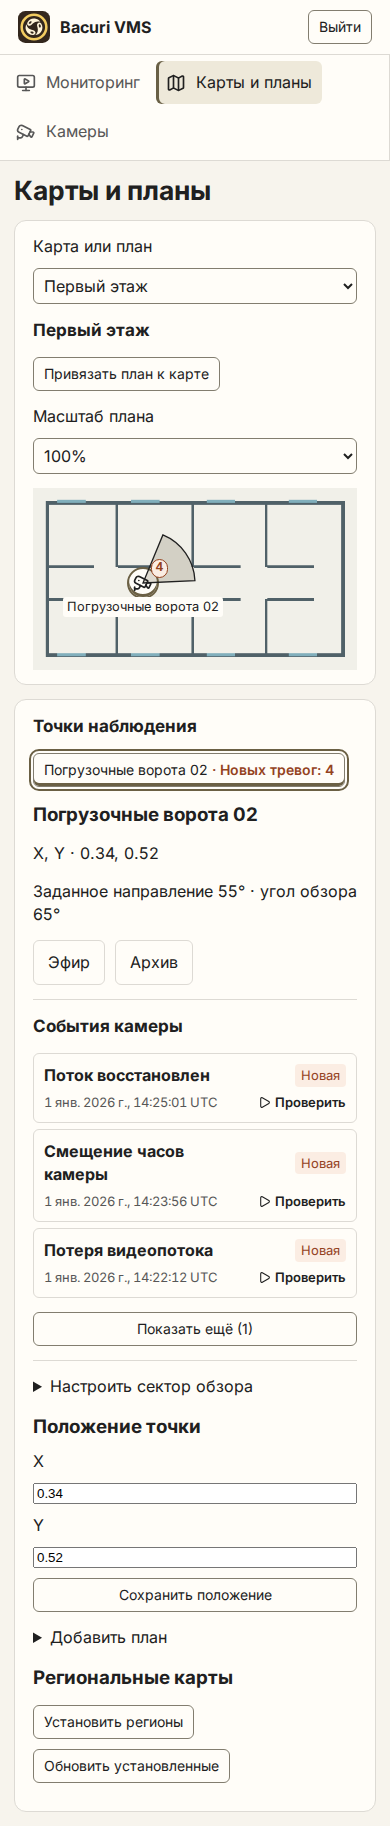 Bacuri VMS
Выйти
Мониторинг
Карты и планы
Камеры
Карты и планы
Карта или план
Первый этаж
Первый этаж
Привязать план к карте
Масштаб плана
100%
4
Погрузочные ворота 02
Точки наблюдения
Погрузочные ворота 02 · Новых тревог: 4
Погрузочные ворота 02
X, Y · 0.34, 0.52
Заданное направление 55° · угол обзора
65°
Эфир
Архив
События камеры
Поток восстановлен
Новая
1 янв. 2026 г., 14:25:01 UTC
Проверить
Смещение часов
камеры
Новая
1 янв. 2026 г., 14:23:56 UTC
Проверить
Потеря видеопотока
Новая
1 янв. 2026 г., 14:22:12 UTC
Проверить
Показать ещё (1)
Настроить сектор обзора
Положение точки
X
0.34
Y
0.52
Сохранить положение
Добавить план
Региональные карты
Установить регионы
Обновить установленные